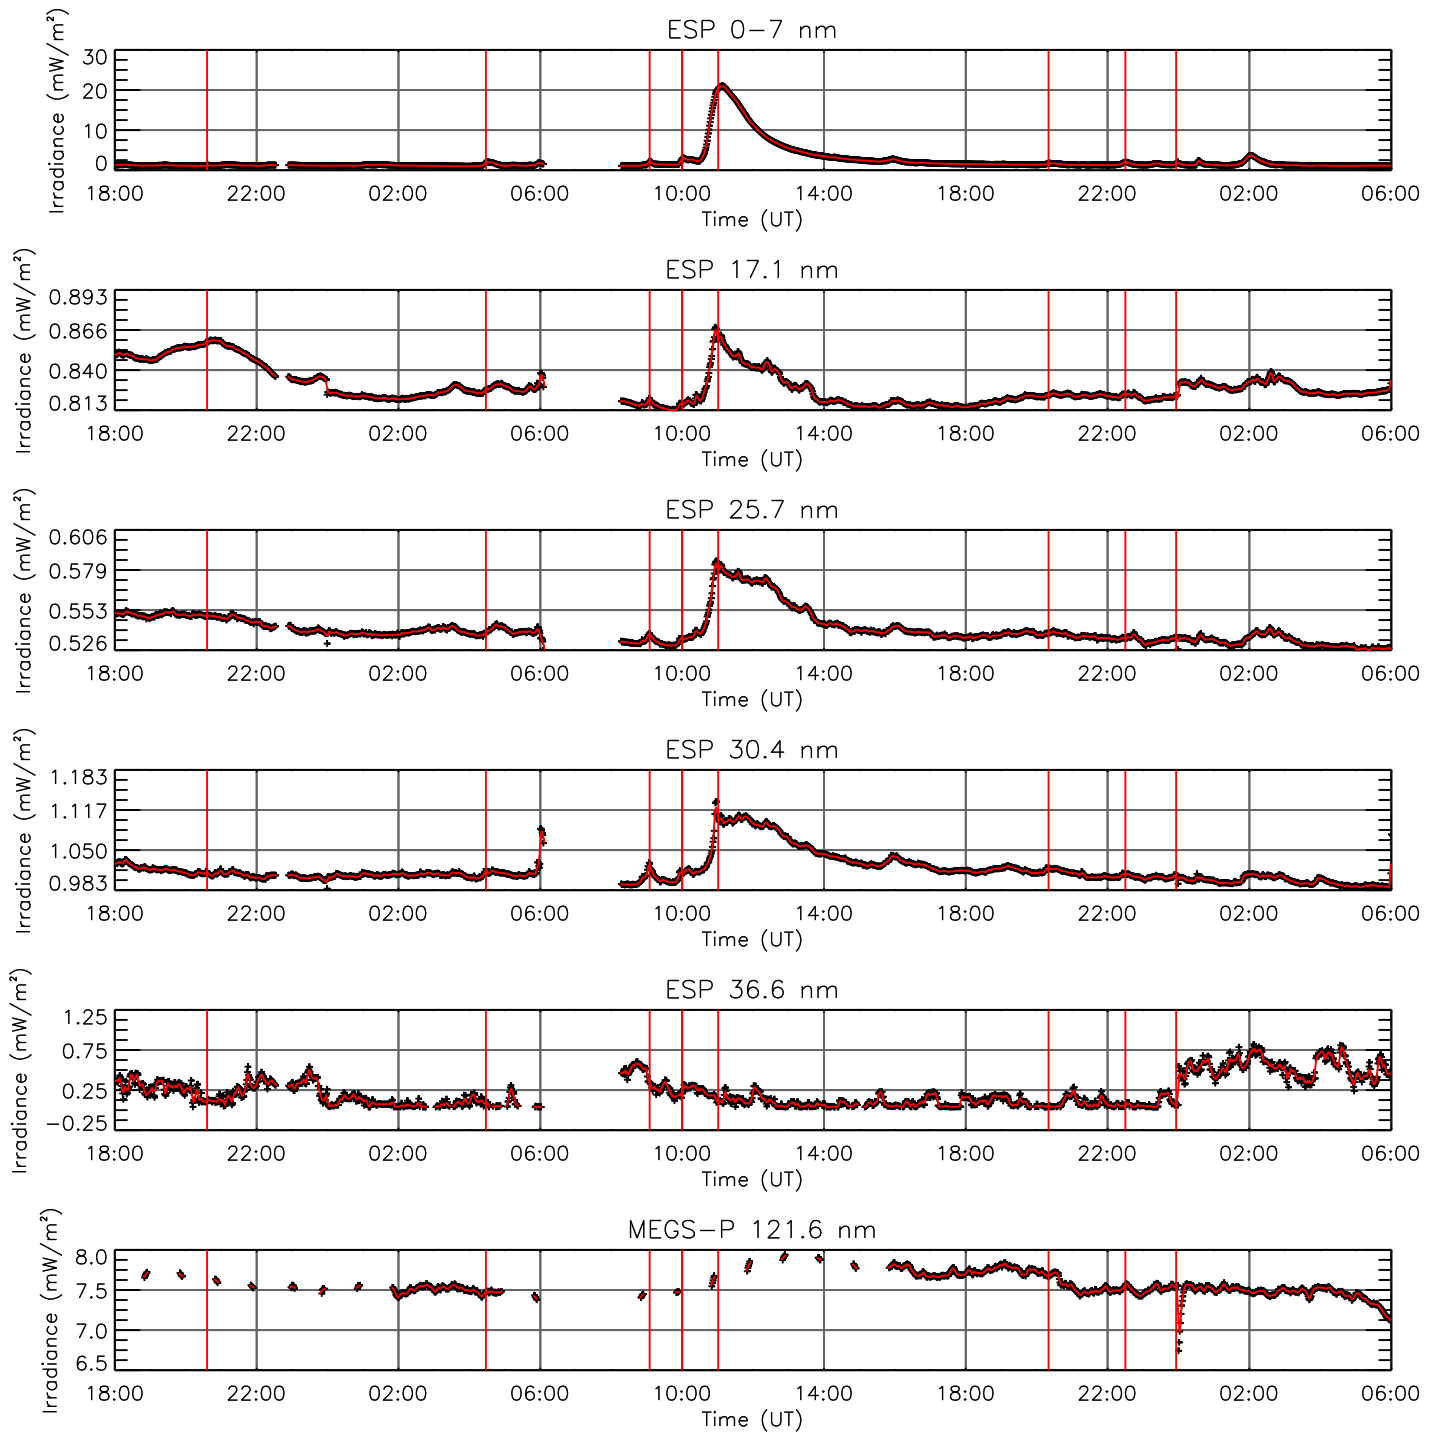 ESP 0-7 nm
Irradiance (mW/m²)
30
20
10
0
18:00 22:00 02:00 06:00 10:00 14:00 18:00 22:00 02:00 06:00
Time (UT)
ESP 17.1 nm
Irradiance (mW/m²)
0.893
0.866
0.840
0.813
18:00 22:00 02:00 06:00 10:00 14:00 18:00 22:00 02:00 06:00
Time (UT)
ESP 25.7 nm
Irradiance (mW/m²)
0.606
0.579
0.553
0.526
18:00 22:00 02:00 06:00 10:00 14:00 18:00 22:00 02:00 06:00
Time (UT)
ESP 30.4 nm
Irradiance (mW/m²)
1.183
1.117
1.050
0.983
18:00 22:00 02:00 06:00 10:00 14:00 18:00 22:00 02:00 06:00
Time (UT)
ESP 36.6 nm
Irradiance (mW/m²)
1.25
0.75
0.25
-0.25
18:00 22:00 02:00 06:00 10:00 14:00 18:00 22:00 02:00 06:00
Time (UT)
MEGS-P 121.6 nm
Irradiance (mW/m²)
8.0
7.5
7.0
6.5
18:00 22:00 02:00 06:00 10:00 14:00 18:00 22:00 02:00 06:00
Time (UT)